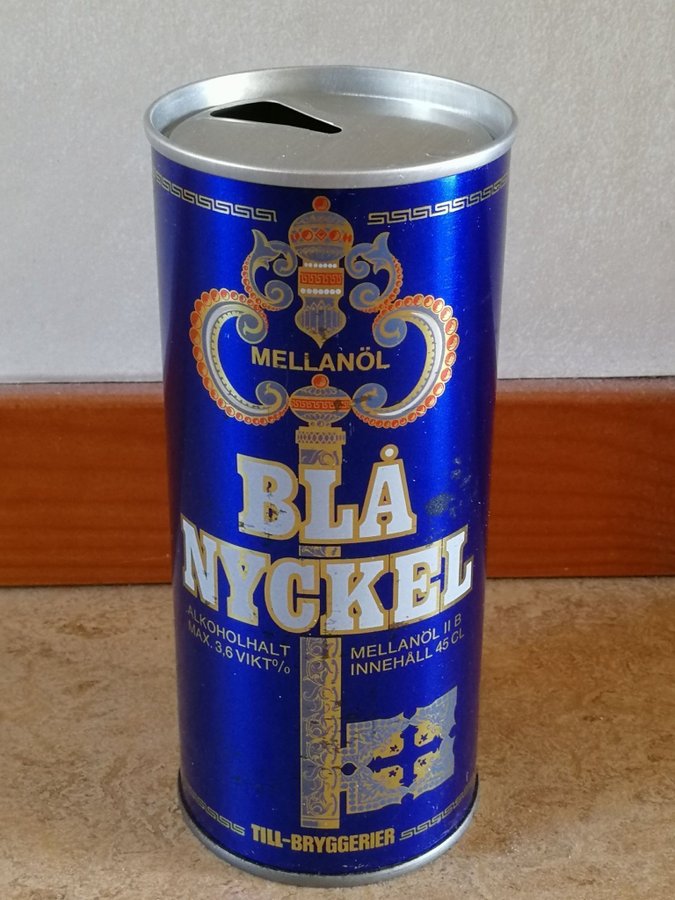 MELLANÖL
BLÅ
NYCKEL
ALKOHOLHALT
MAX. 3,6 VIKT%
MELLANÖL II B
INNEHÅLL 45 CL
TILL-BRYGGERIER